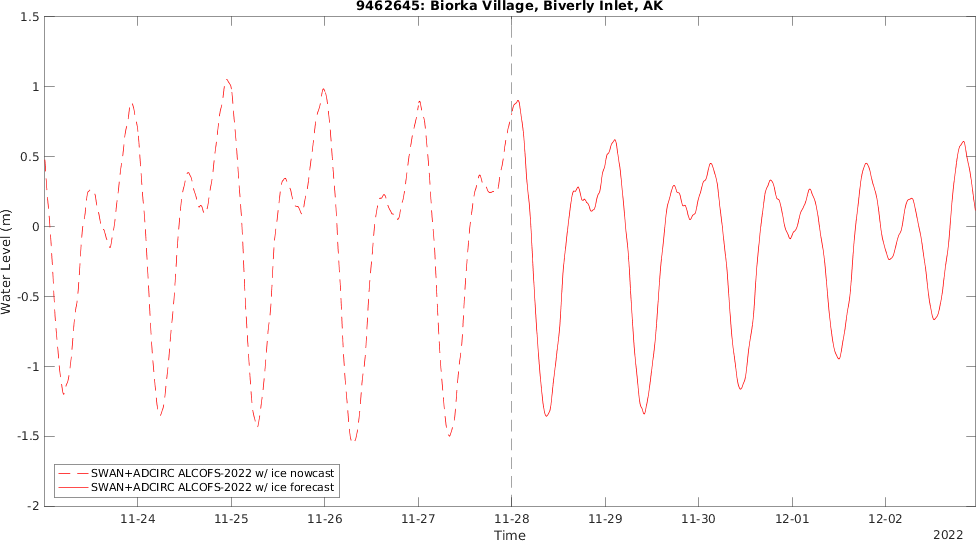 9462645: Biorka Village, Biverly Inlet, AK
1.5
1
0.5
0
-0.5
-1
-1.5
-2
Water Level (m)
SWAN+ADCIRC ALCOFS-2022 w/ ice nowcast
SWAN+ADCIRC ALCOFS-2022 w/ ice forecast
11-24 11-25 11-26 11-27 11-28 11-29 11-30 12-01 12-02
Time
2022